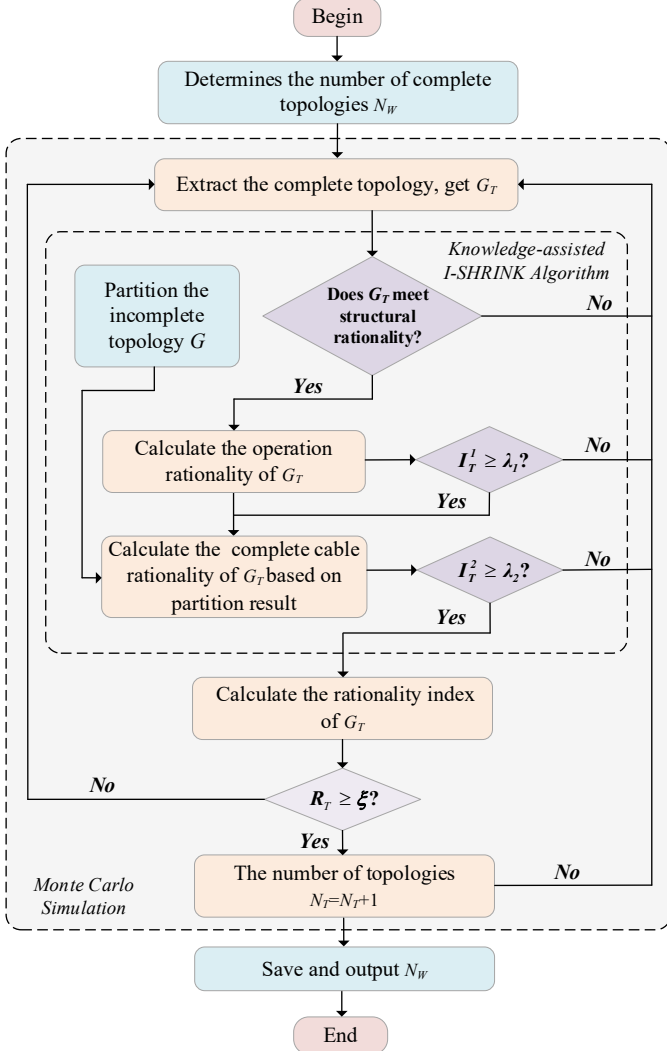 Begin
Determines the number of complete
topologies N_W
Extract the complete topology, get G_T
Knowledge-assisted
I-SHRINK Algorithm
Partition the
incomplete
topology G
Does G_T meet
structural
rationality?
No
Yes
Calculate the operation
rationality of G_T
I_T^1 ≥ λ_1?
No
Yes
Calculate the complete cable
rationality of G_T based on
partition result
I_T^2 ≥ λ_2?
No
Yes
Calculate the rationality index
of G_T
No
R_T ≥ ξ?
Yes
The number of topologies
N_T=N_T+1
No
Monte Carlo
Simulation
Save and output N_W
End